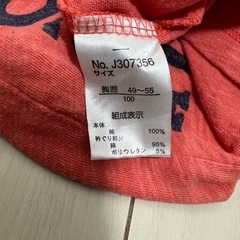 No. J307356
サイズ
胸囲 49〜55
100
組成表示
本体
綿 100%
衿ぐり部分
綿 95%
ポリウレタン 5%